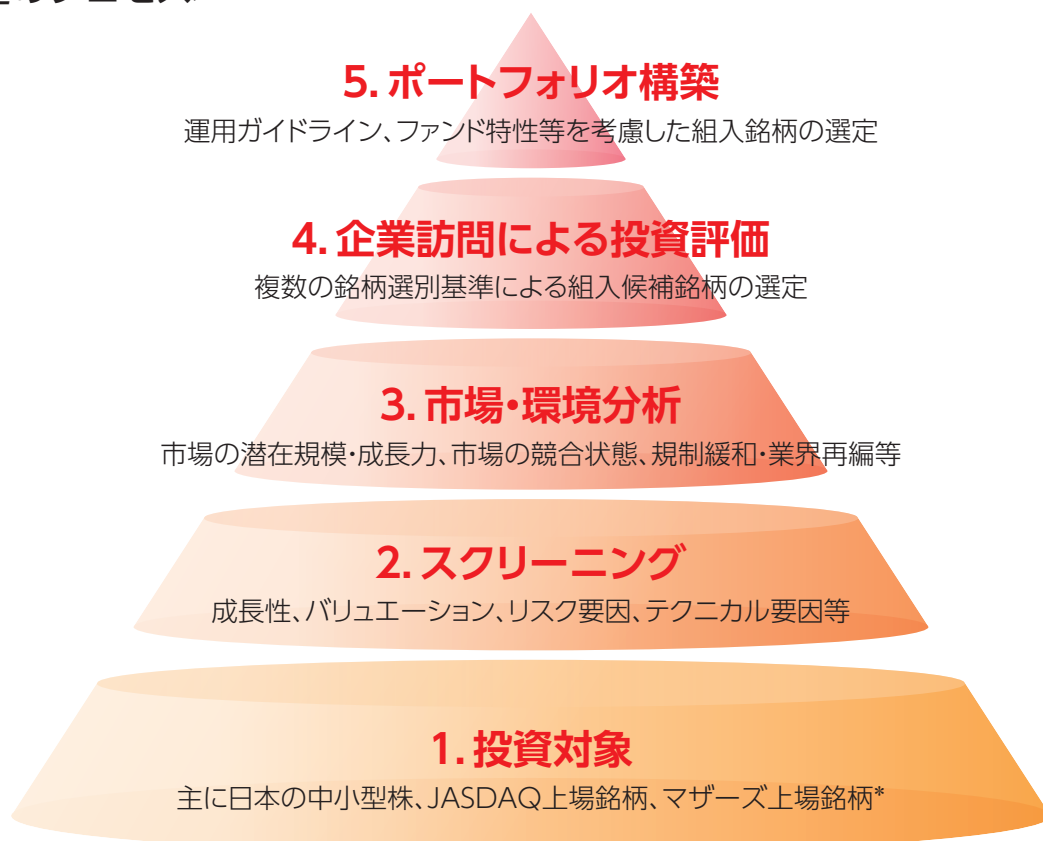 5. ポートフォリオ構築
運用ガイドライン、ファンド特性等を考慮した組入銘柄の選定
4. 企業訪問による投資評価
複数の銘柄選別基準による組入候補銘柄の選定
3. 市場・環境分析
市場の潜在規模・成長力、市場の競合状態、規制緩和・業界再編等
2. スクリーニング
成長性、バリュエーション、リスク要因、テクニカル要因等
1. 投資対象
主に日本の中小型株、JASDAQ上場銘柄、マザーズ上場銘柄*